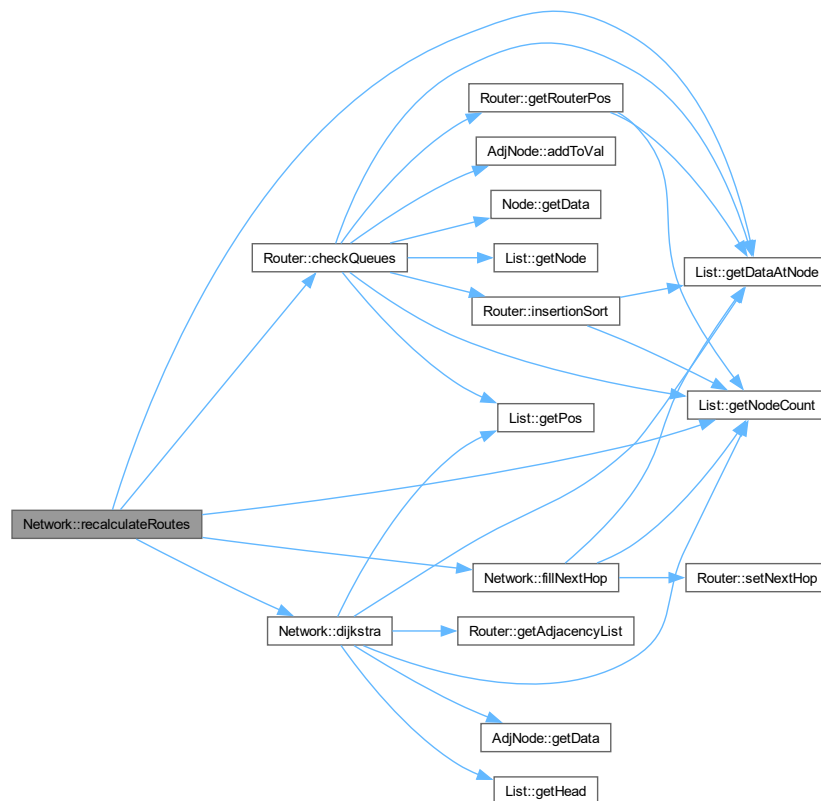 Router::getRouterPos
AdjNode::addToVal
Node::getData
Router::checkQueues
List::getNode
List::getDataAtNode
Router::insertionSort
List::getPos
List::getNodeCount
Network::recalculateRoutes
Network::fillNextHop
Router::setNextHop
Network::dijkstra
Router::getAdjacencyList
AdjNode::getData
List::getHead